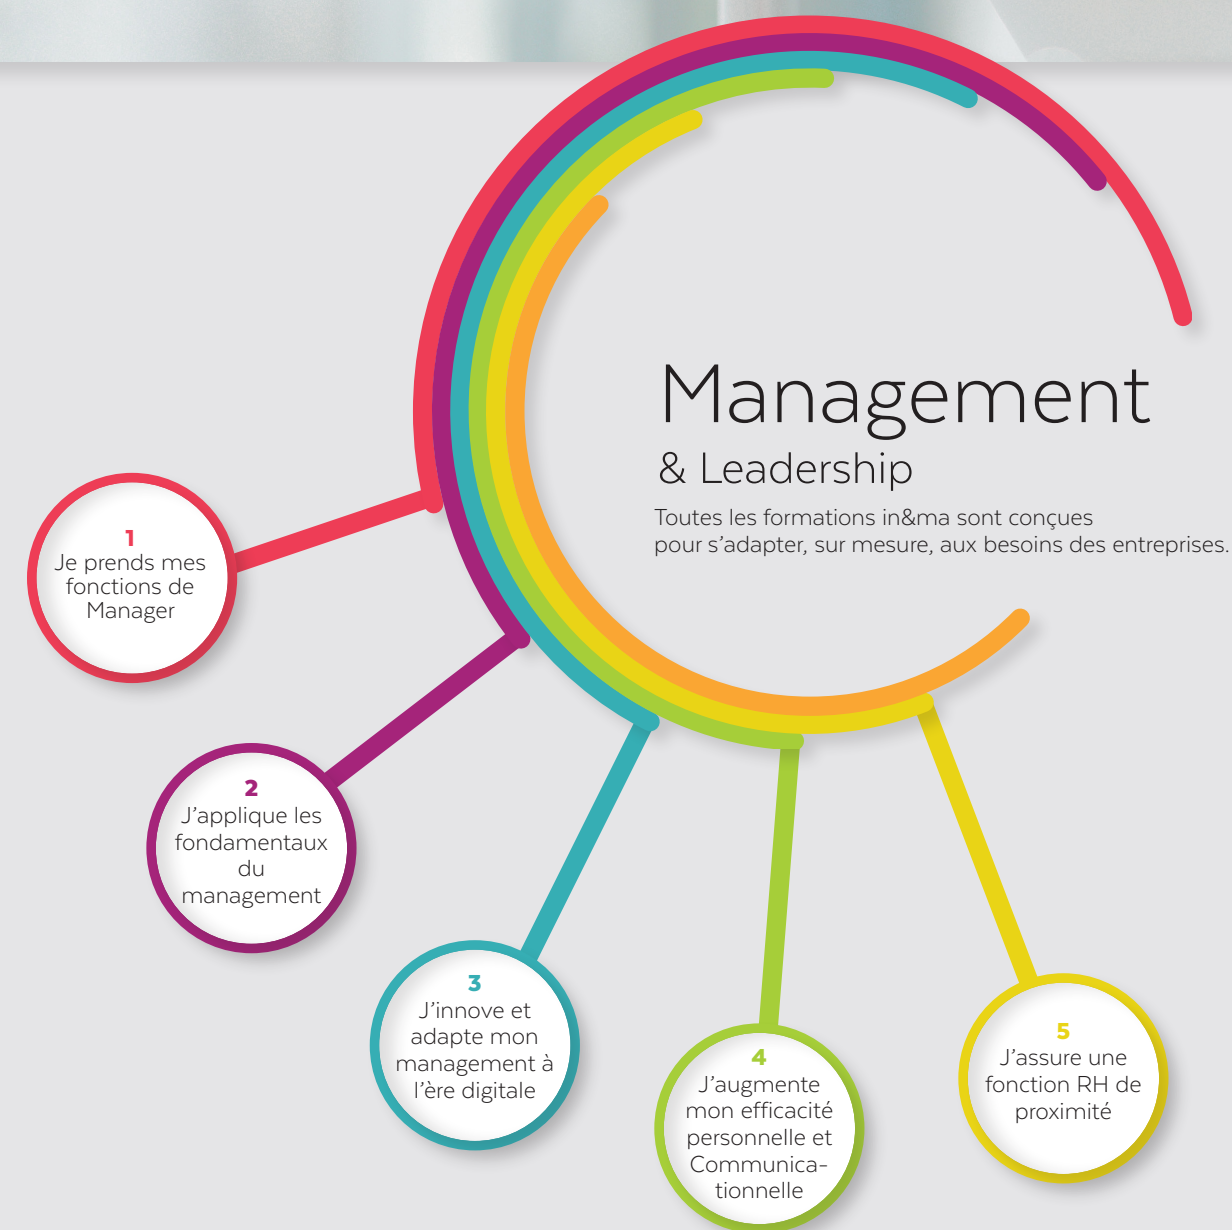 Management
& Leadership
Toutes les formations in&ma sont conçues
pour s’adapter, sur mesure, aux besoins des entreprises.
1
Je prends mes
fonctions de
Manager
2
J’applique les
fondamentaux
du
management
3
J’innove et
adapte mon
management à
l’ère digitale
4
J’augmente
mon efficacité
personnelle et
Communica-
tionnelle
5
J’assure une
fonction RH de
proximité